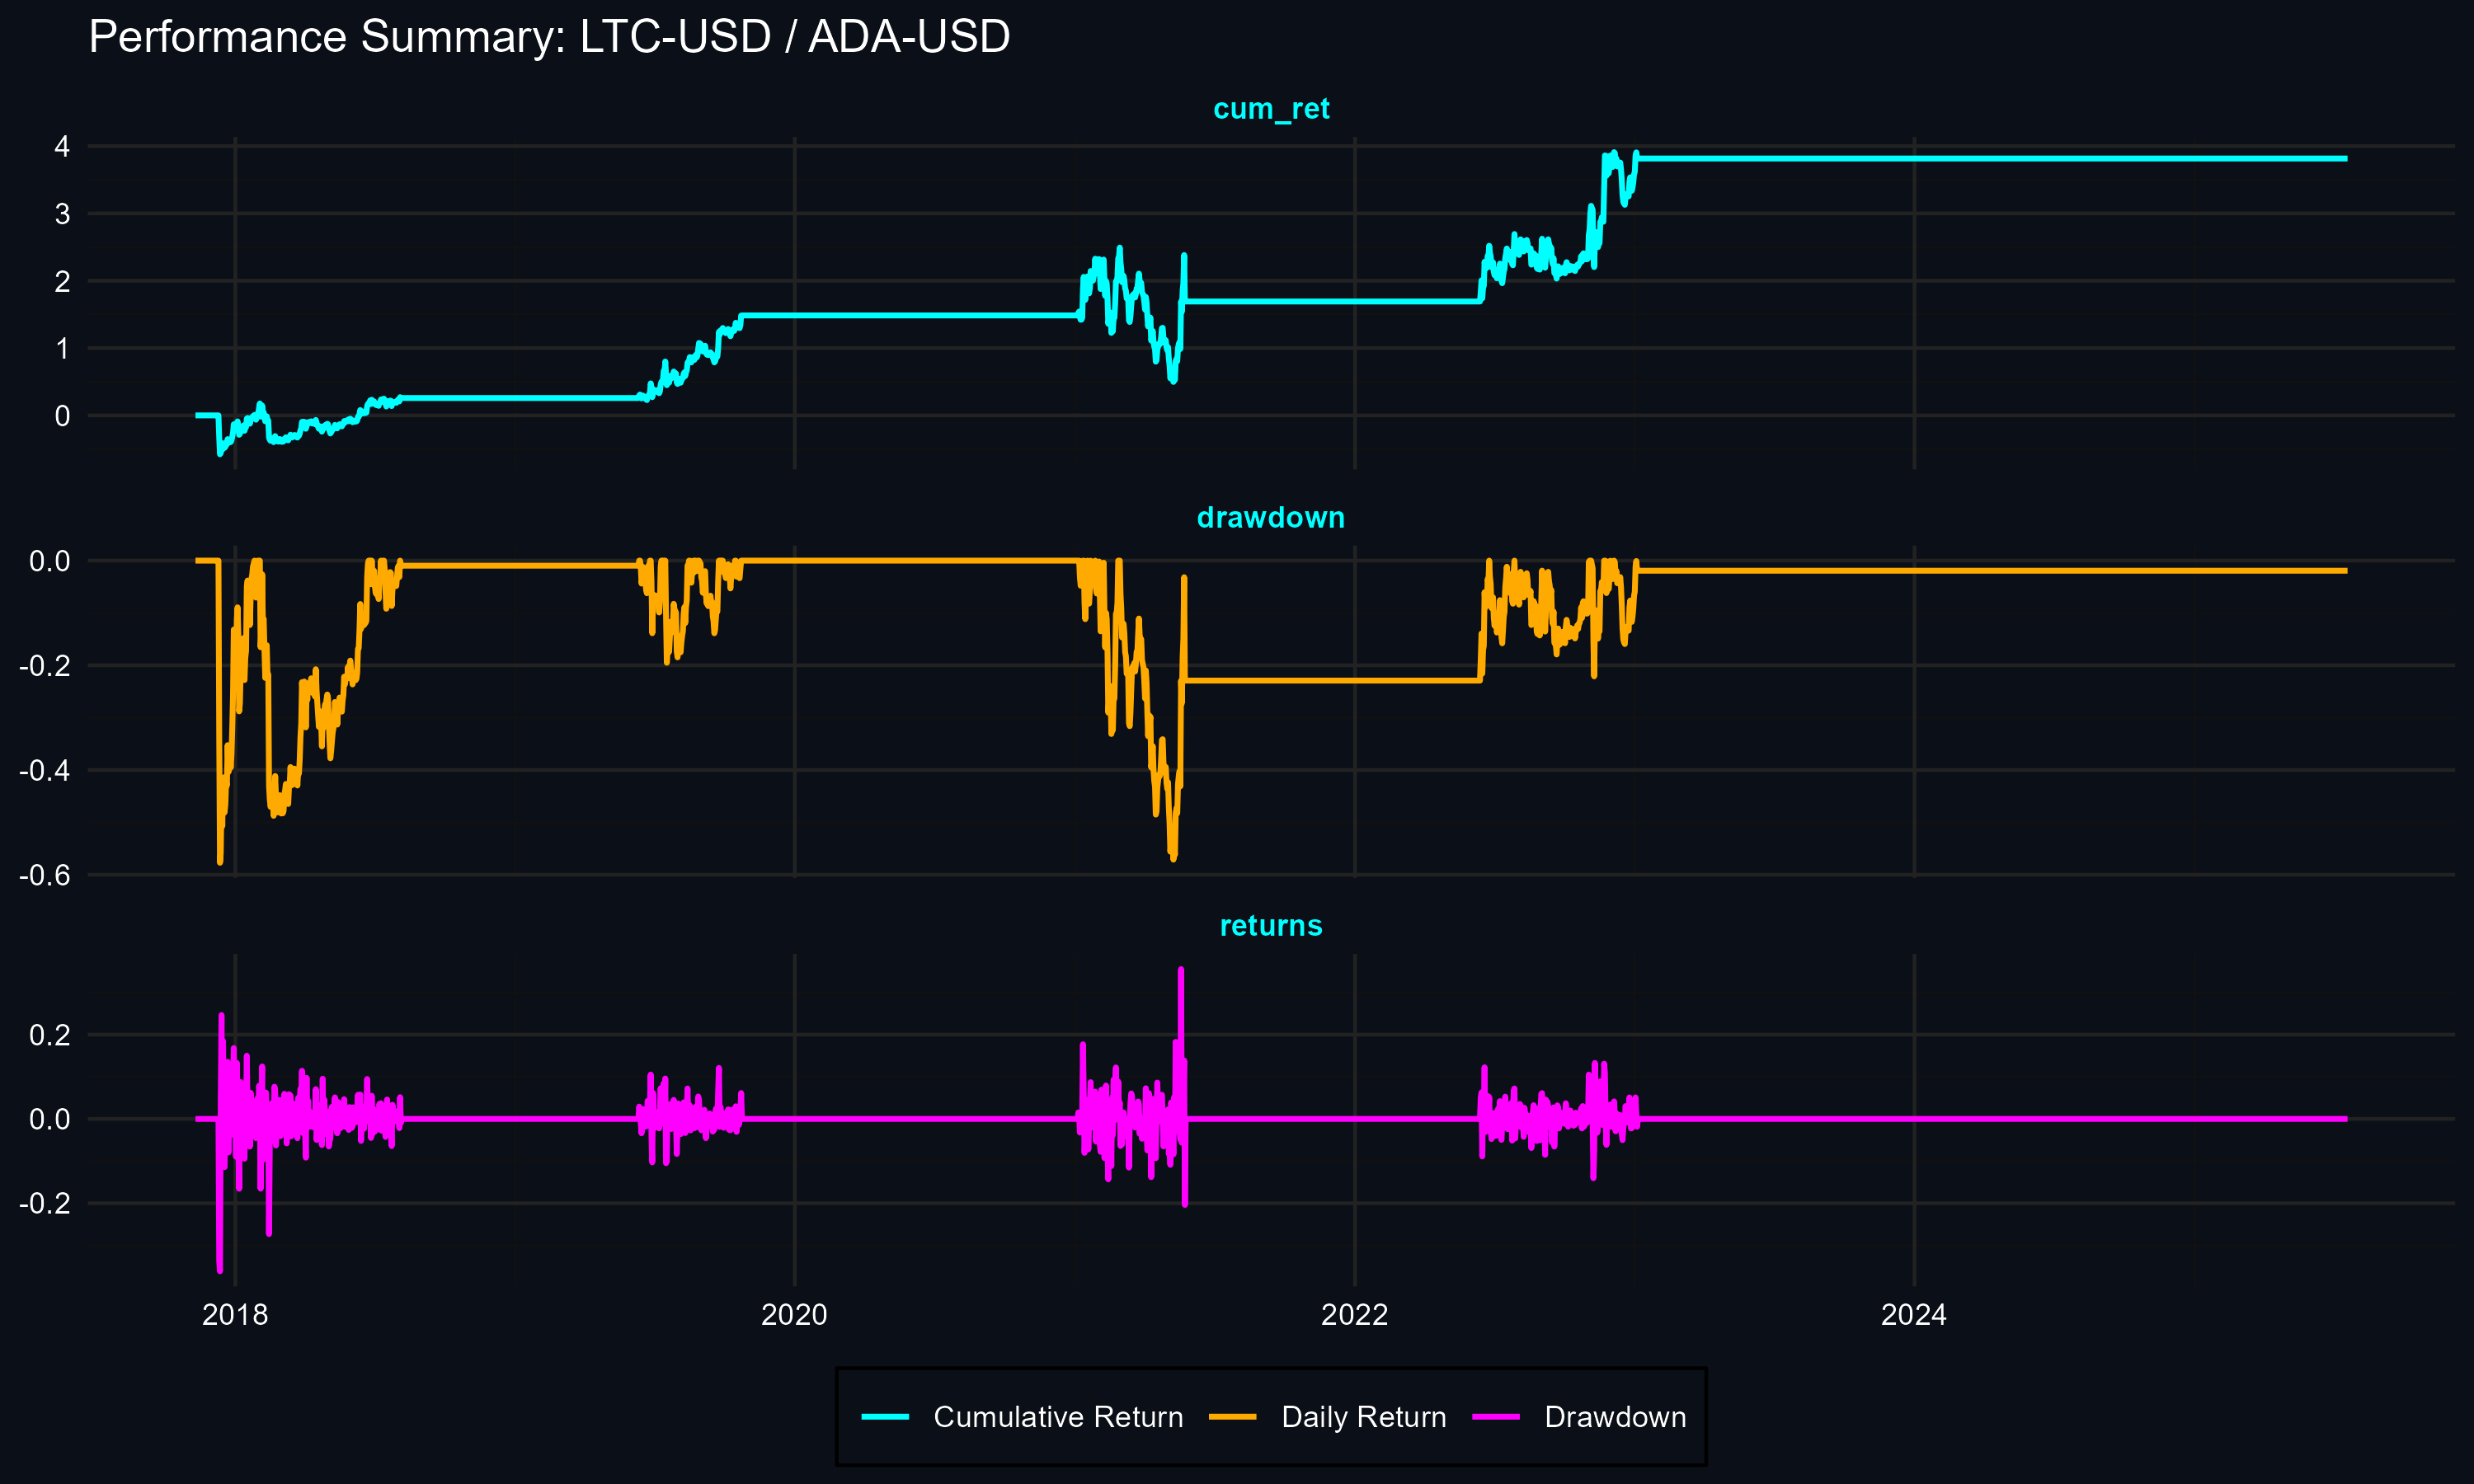 Performance Summary: LTC-USD / ADA-USD
cum_ret
4
3
2
1
0
drawdown
0.0
-0.2
-0.4
-0.6
returns
0.2
0.0
-0.2
2018 2020 2022 2024
Cumulative Return Daily Return Drawdown